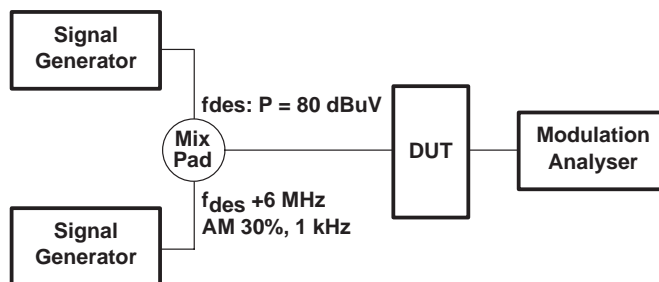 Signal
Generator
fdes: P = 80 dBuV
Mix
Pad
DUT
Modulation
Analyser
fdes +6 MHz
AM 30%, 1 kHz
Signal
Generator